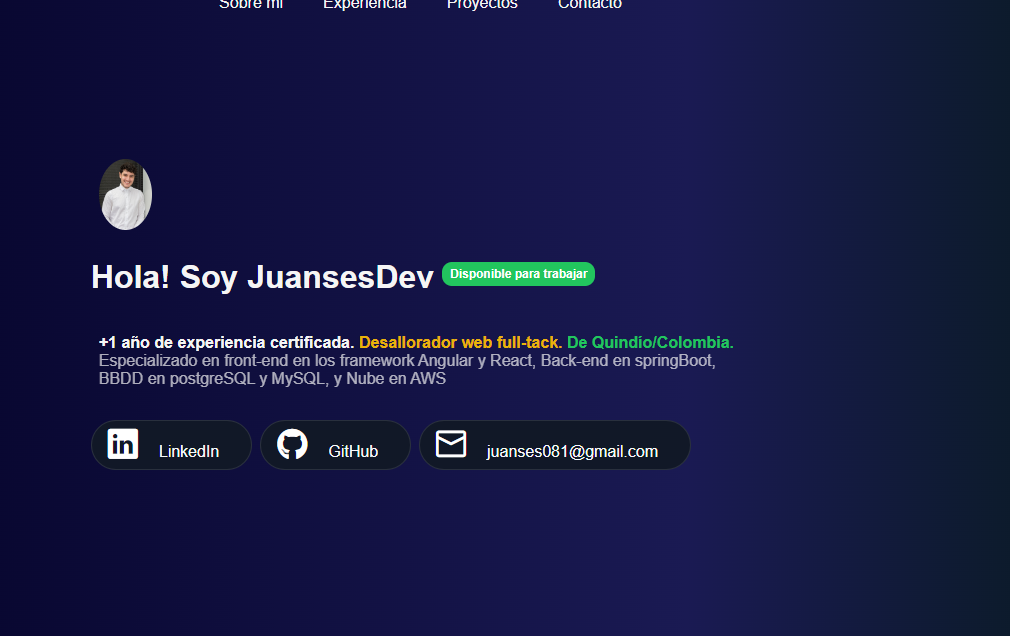 Sobre mi Experiencia Proyectos Contacto
Hola! Soy JuansesDev Disponible para trabajar
+1 año de experiencia certificada. Desallorador web full-tack. De Quindio/Colombia.
Especializado en front-end en los framework Angular y React, Back-end en springBoot,
BBDD en postgreSQL y MySQL, y Nube en AWS
in LinkedIn GitHub juanses081@gmail.com